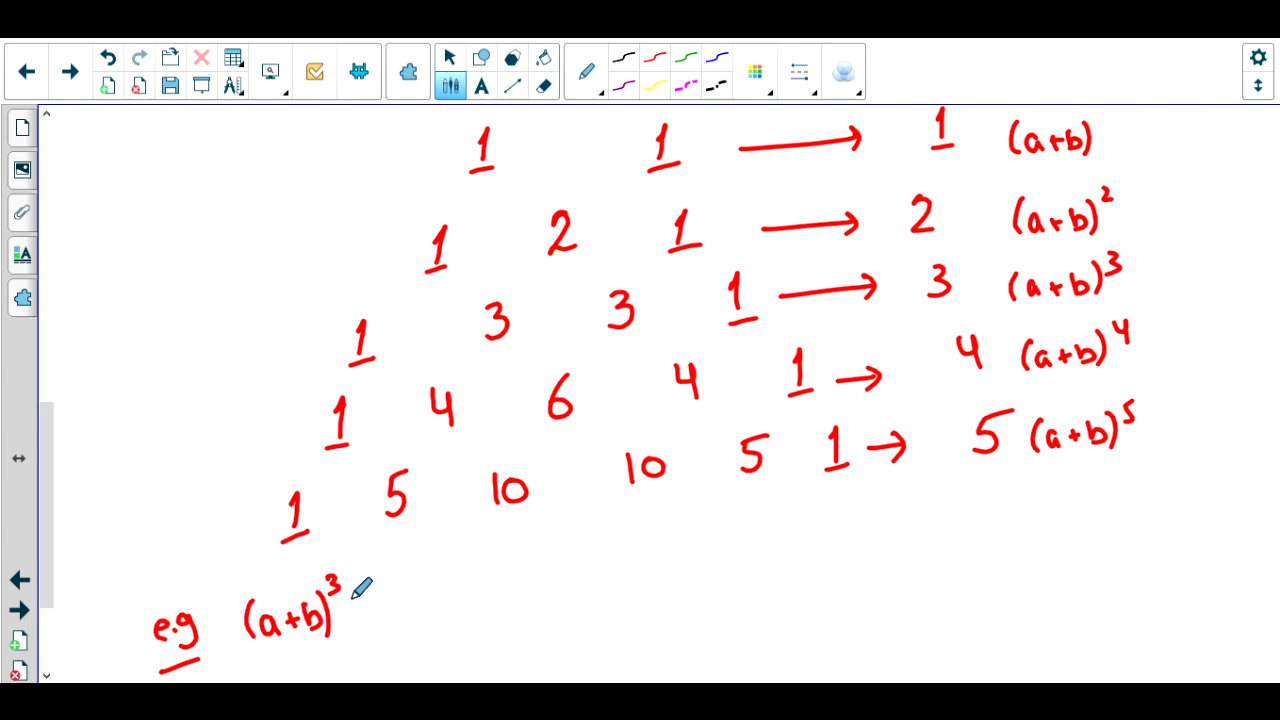 1 1 → 1 (a+b)
1 2 1 → 2 (a+b)²
1 3 3 1 → 3 (a+b)³
1 4 6 4 1 → 4 (a+b)⁴
1 5 10 10 5 1 → 5 (a+b)⁵
e.g (a+b)³